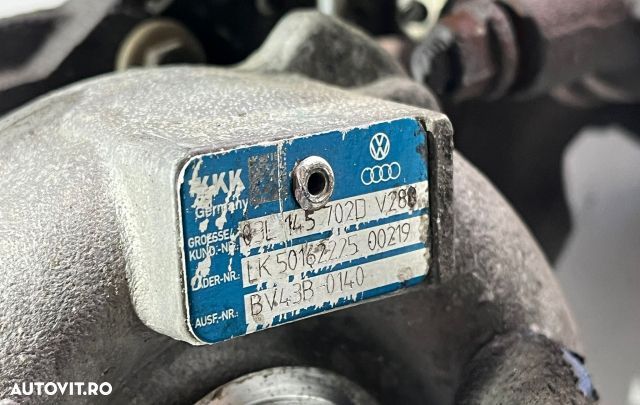 KKK
Germany
GROESSE/
KUND.-NR.: 03L 145 702D V280
LADER-NR.: LK 50162225 00219
AUSF.-NR.: BV43B-0140
AUTOVIT.RO